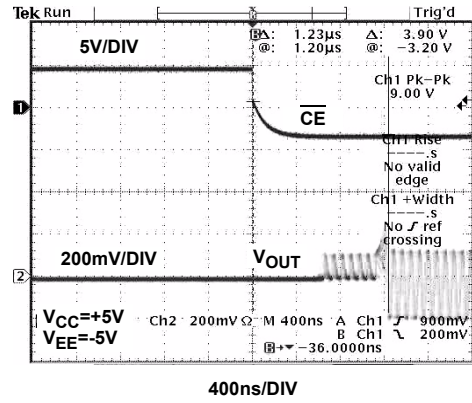 Tek Run
Trig'd
5V/DIV
Δ: 1.23µs Δ: 3.90 V
@: 1.20µs @: −3.20 V
Ch1 Pk−Pk
9.00 V
1
CE
Ch1 Rise
−−−−.s
No valid
edge
Ch1 +Width
−−−−.s
No ∫ ref
crossing
200mV/DIV
VOUT
2
VCC=+5V
VEE=-5V
Ch2 200mV Ω M 400ns A Ch1 ∫ 900mV
B Ch1 200mV
B −36.0000ns
400ns/DIV